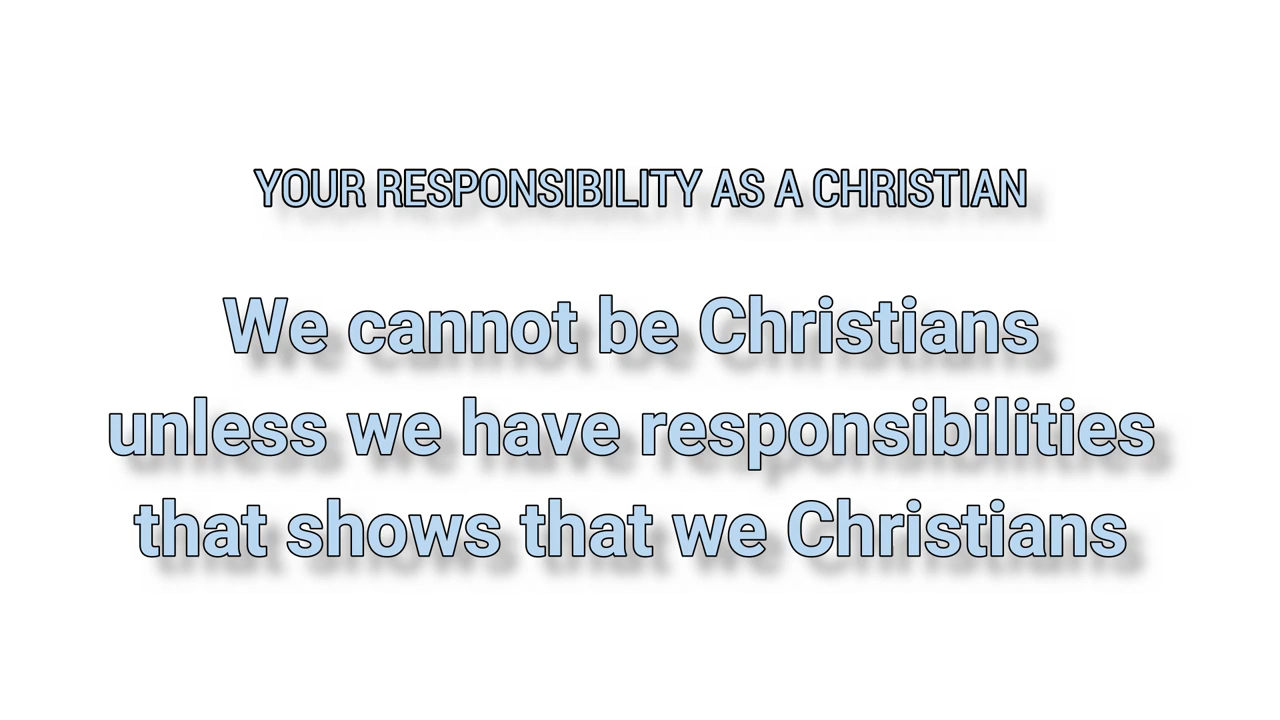 YOUR RESPONSIBILITY AS A CHRISTIAN
We cannot be Christians
unless we have responsibilities
that shows that we Christians